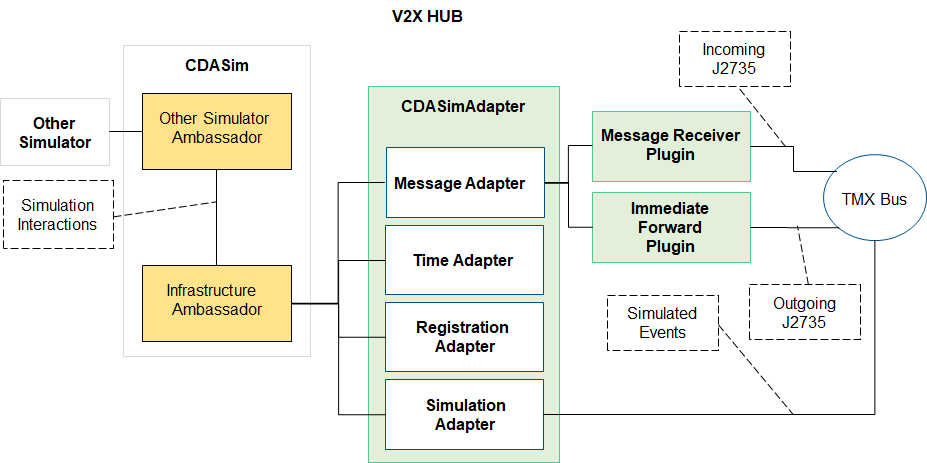 V2X HUB
CDASim
Other Simulator
Ambassador
Other
Simulator
Simulation
Interactions
Infrastructure
Ambassador
CDASimAdapter
Message Adapter
Time Adapter
Registration
Adapter
Simulation
Adapter
Message Receiver
Plugin
Immediate
Forward
Plugin
Incoming
J2735
TMX Bus
Outgoing
J2735
Simulated
Events